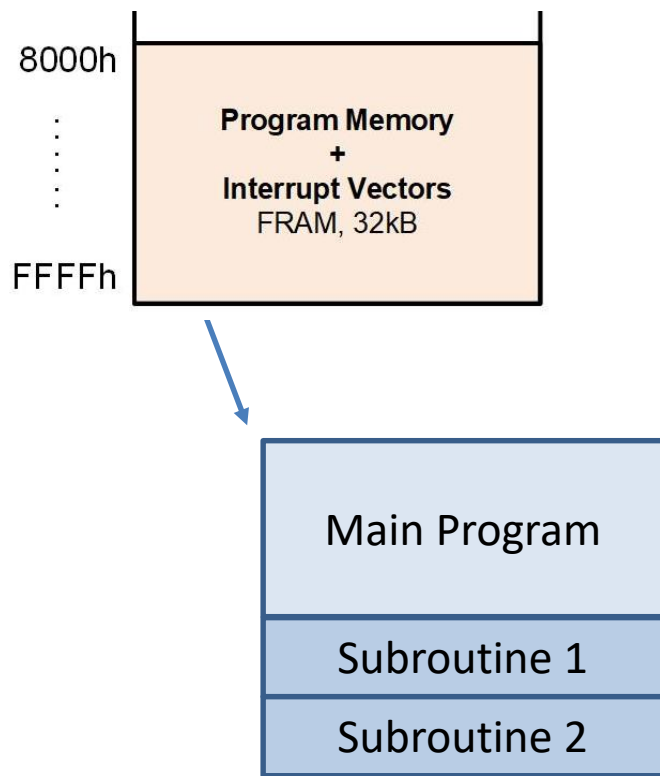 8000h
Program Memory
+
Interrupt Vectors
FRAM, 32kB
FFFFh
Main Program
Subroutine 1
Subroutine 2